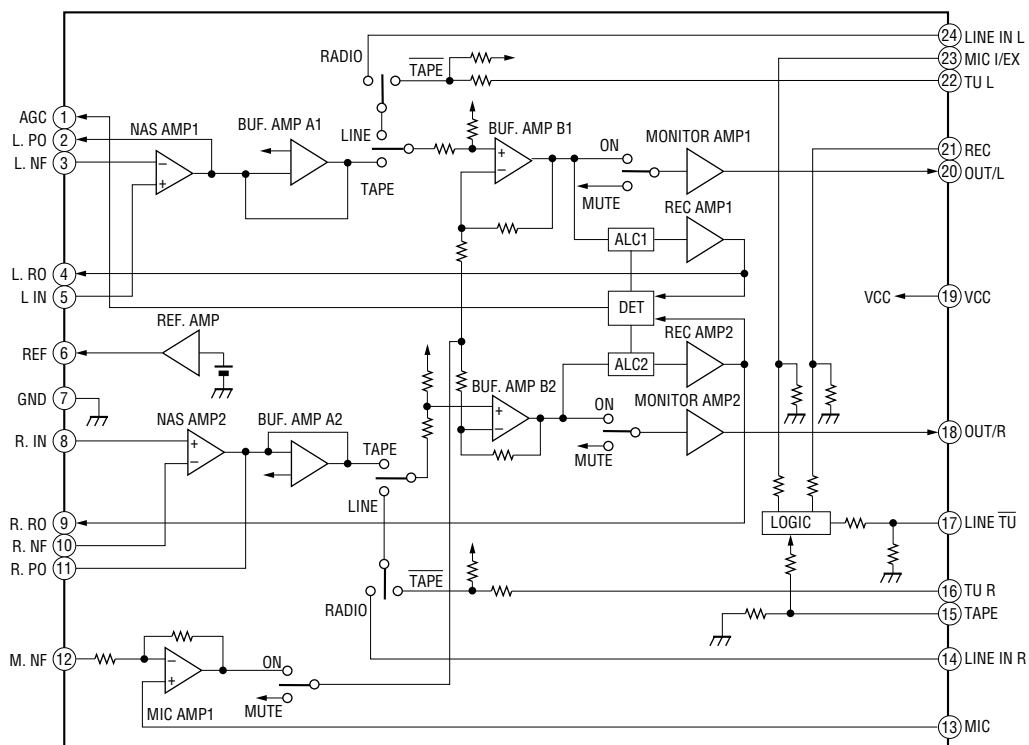 24 LINE IN L
RADIO
23 MIC I/EX
TAPE
22 TU L
AGC 1
NAS AMP1
BUF. AMP A1
LINE
BUF. AMP B1
MONITOR AMP1
L. PO 2
ON
21 REC
L. NF 3
20 OUT/L
TAPE
MUTE
REC AMP1
ALC1
L. RO 4
L IN 5
DET
VCC
19 VCC
REF. AMP
REC AMP2
REF 6
ALC2
GND 7
BUF. AMP B2
MONITOR AMP2
NAS AMP2
BUF. AMP A2
ON
R. IN 8
18 OUT/R
TAPE
MUTE
LINE
R. RO 9
LOGIC
17 LINE TU
R. NF 10
R. PO 11
TAPE
RADIO
16 TU R
15 TAPE
M. NF 12
ON
14 LINE IN R
MUTE
MIC AMP1
13 MIC